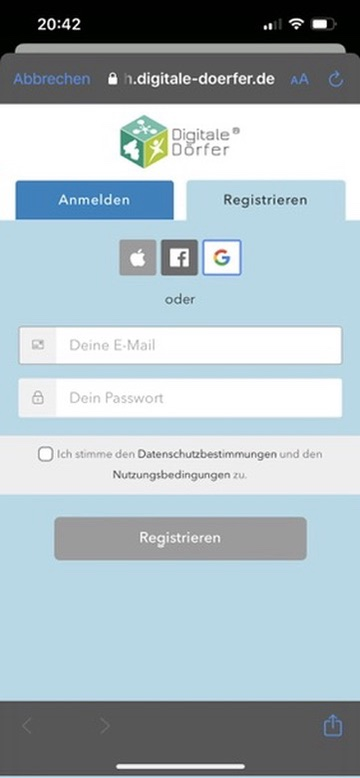 20:42
Abbrechen h.digitale-doerfer.de AA
Digitale®
Dörfer
Anmelden Registrieren
oder
Deine E-Mail
Dein Passwort
Ich stimme den Datenschutzbestimmungen und den
Nutzungsbedingungen zu.
Registrieren